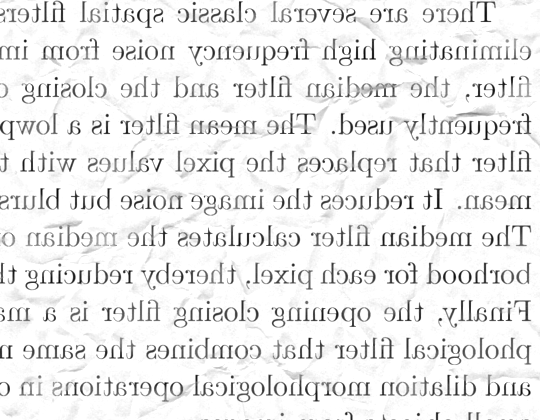 There are several classic spatial filters
eliminating high frequency noise from im
filter, the median filter and the closing o
frequently used. The mean filter is a lowp
filter that replaces the pixel values with t
mean. It reduces the image noise but blurs
The median filter calculates the median o
borhood for each pixel, thereby reducing th
Finally, the opening closing filter is a ma
phological filter that combines the same n
and dilation morphological operations in o